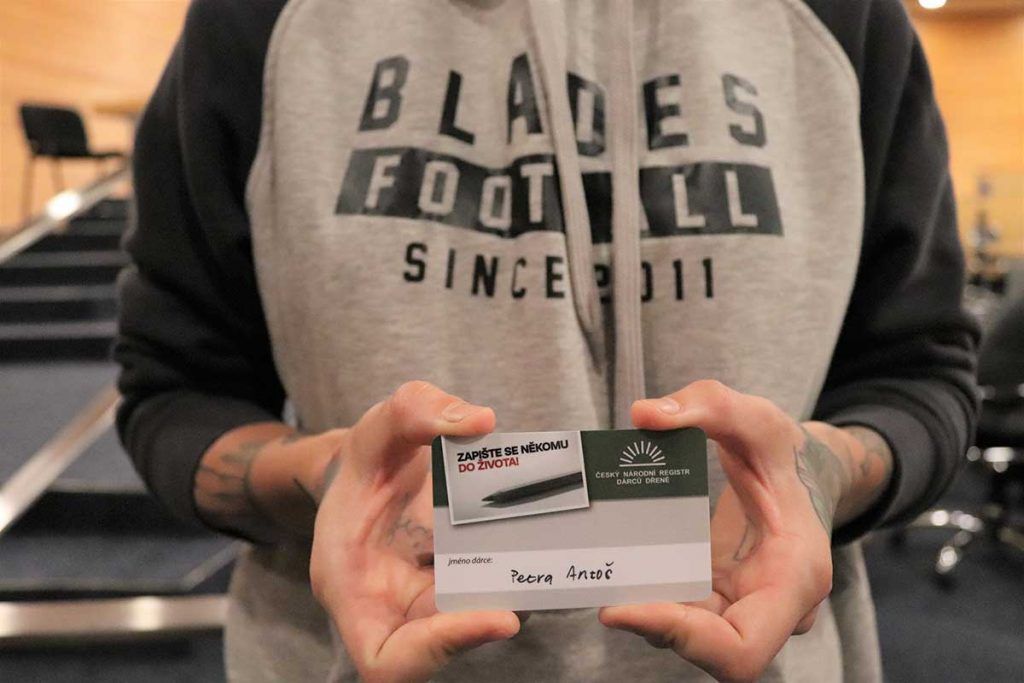 BLADES
FOOTBALL
SINCE 2011
ZAPIŠTE SE NĚKOMU
DO ŽIVOTA!
ČESKÝ NÁRODNÍ REGISTR
DÁRCŮ DŘENĚ
jméno dárce:
Petra Antoš